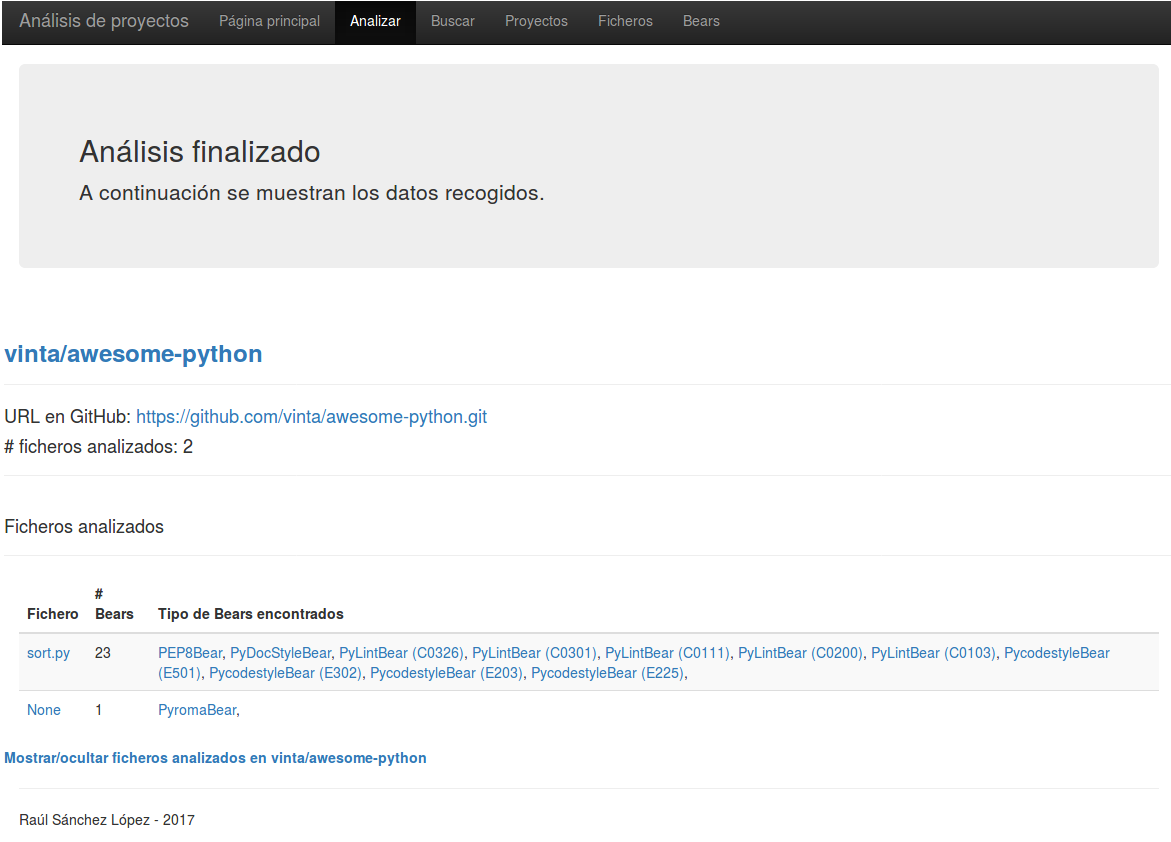 Análisis de proyectos Página principal Analizar Buscar Proyectos Ficheros Bears
Análisis finalizado
A continuación se muestran los datos recogidos.
vinta/awesome-python
URL en GitHub: https://github.com/vinta/awesome-python.git
# ficheros analizados: 2
Ficheros analizados
#
Fichero Bears Tipo de Bears encontrados
sort.py 23 PEP8Bear, PyDocStyleBear, PyLintBear (C0326), PyLintBear (C0301), PyLintBear (C0111), PyLintBear (C0200), PyLintBear (C0103), PycodestyleBear
(E501), PycodestyleBear (E302), PycodestyleBear (E203), PycodestyleBear (E225),
None 1 PyromaBear,
Mostrar/ocultar ficheros analizados en vinta/awesome-python
Raúl Sánchez López - 2017